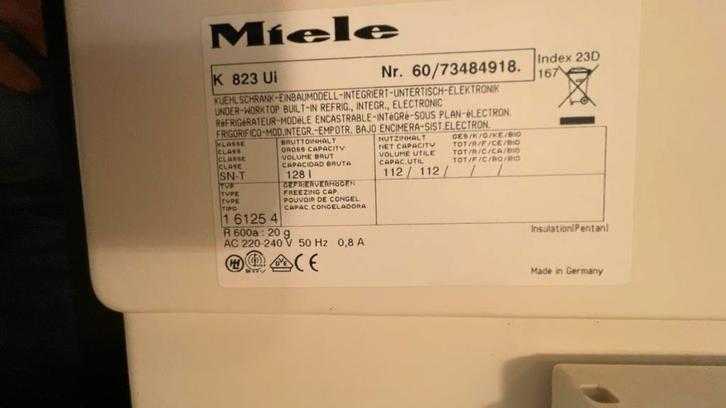 Miele
K 823 Ui Nr. 60/73484918. Index 23D
167
KUEHLSCHRANK-EINBAUMODELL-INTEGRIERT-UNTERTISCH-ELEKTRONIK
UNDER-WORKTOP BUILT-IN REFRIG., INTEGR., ELECTRONIC
RéFRIGéRATEUR-MODèLE ENCASTRABLE-INTéGRé-SOUS PLAN-éLECTRON.
FRIGORIFICO-MOD.INTEGR.-EMPOTR. BAJO ENCIMERA-SIST.ELECTRON.
KLASSE BRUTTOINHALT NUTZINHALT GES/K/G/KE/BIO
CLASS GROSS CAPACITY NET CAPACITY TOT/R/F/CE/BIO
CLASSE VOLUME BRUT VOLUME UTILE TOT/R/C/CA/BIO
CLASE CAPACIDAD BRUTA CAPAC.UTIL TOT/F/C/BO/BIO
SN-T 128 l 112 / 112 / / /
TYP GEFRIERVERMOGEN
TYPE FREEZING CAP.
TYPE POUVOIR DE CONGEL.
TIPO CAPAC.CONGELADORA
1 6125 4
R 600a : 20 g Insulation(Pentan)
AC 220-240 V 50 Hz 0,8 A
CE
Made in Germany